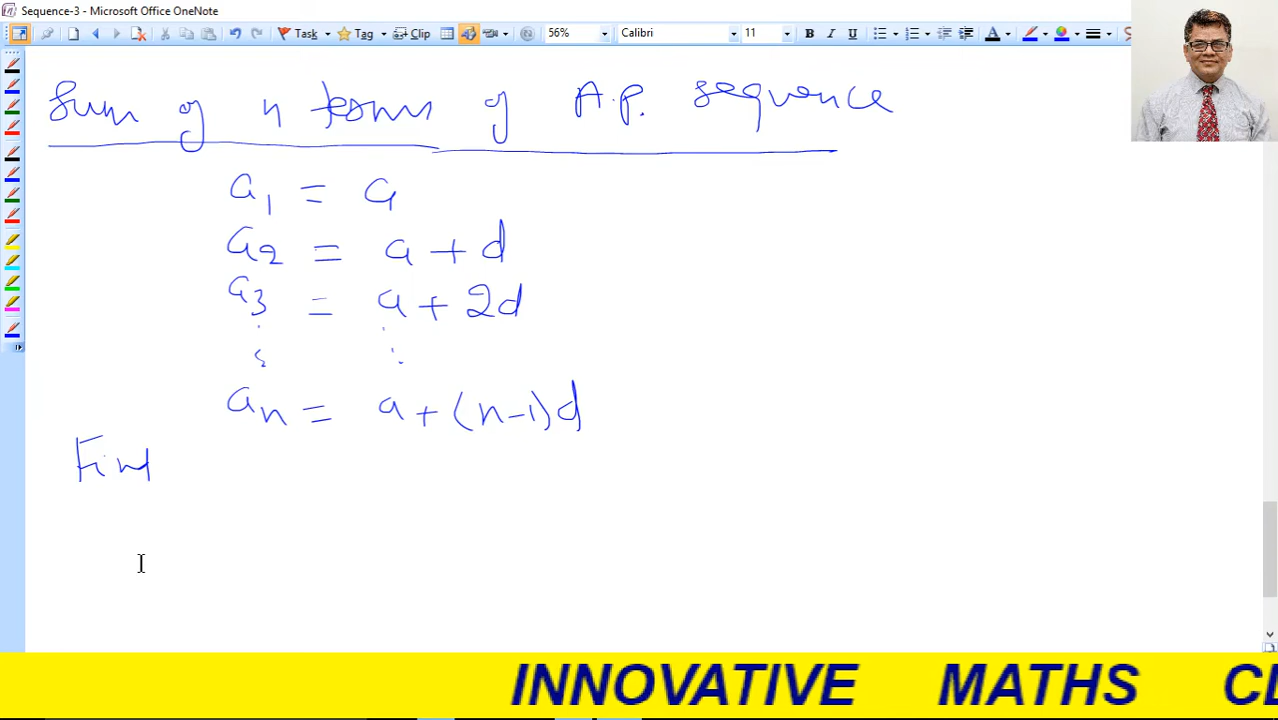 Sequence-3 - Microsoft Office OneNote
Task Tag Clip 56% Calibri 11 B I U A
Sum of n terms of A.P. sequence
a₁ = a
a₂ = a + d
a₃ = a + 2d
⋮ ⋮
aₙ = a + (n-1)d
Find
INNOVATIVE MATHS CL